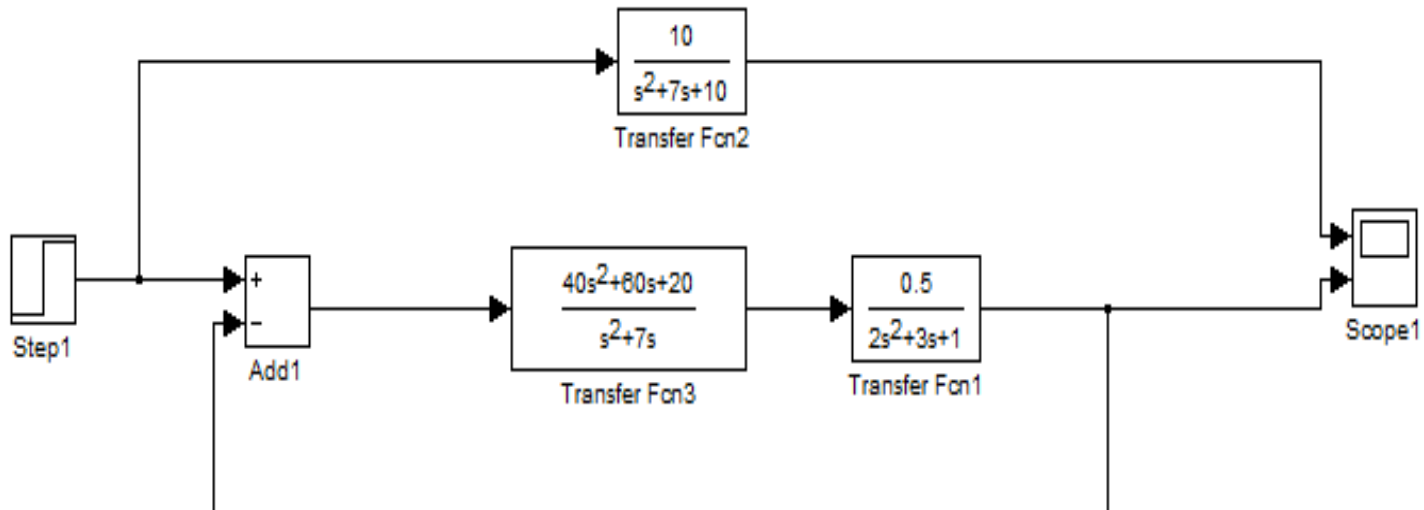 10
s2+7s+10
Transfer Fcn2
Step1
+
−
Add1
40s2+60s+20
s2+7s
Transfer Fcn3
0.5
2s2+3s+1
Transfer Fcn1
Scope1